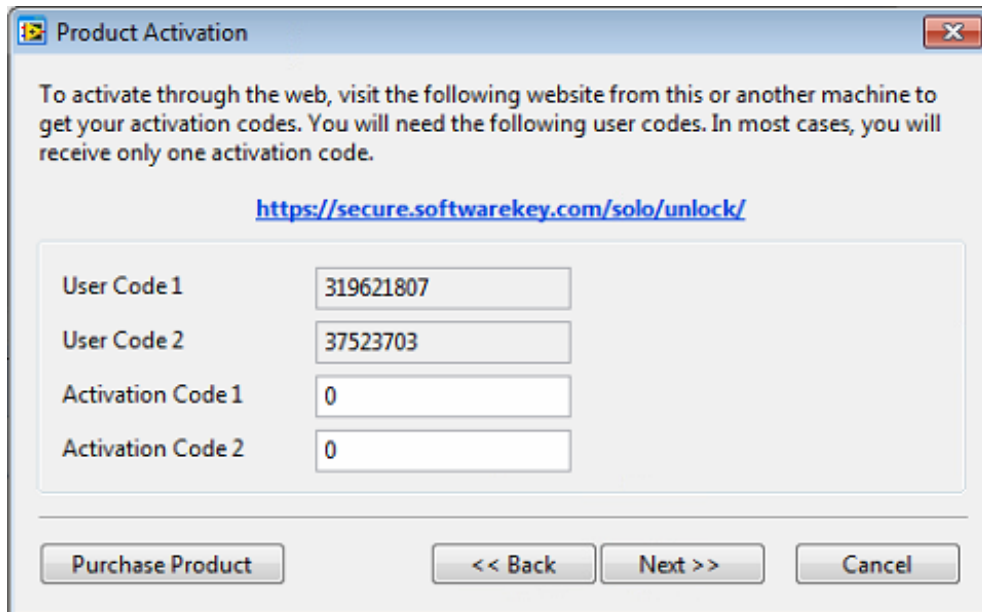 Product Activation
To activate through the web, visit the following website from this or another machine to
get your activation codes. You will need the following user codes. In most cases, you will
receive only one activation code.
https://secure.softwarekey.com/solo/unlock/
User Code 1
319621807
User Code 2
37523703
Activation Code 1
0
Activation Code 2
0
Purchase Product
<< Back
Next >>
Cancel